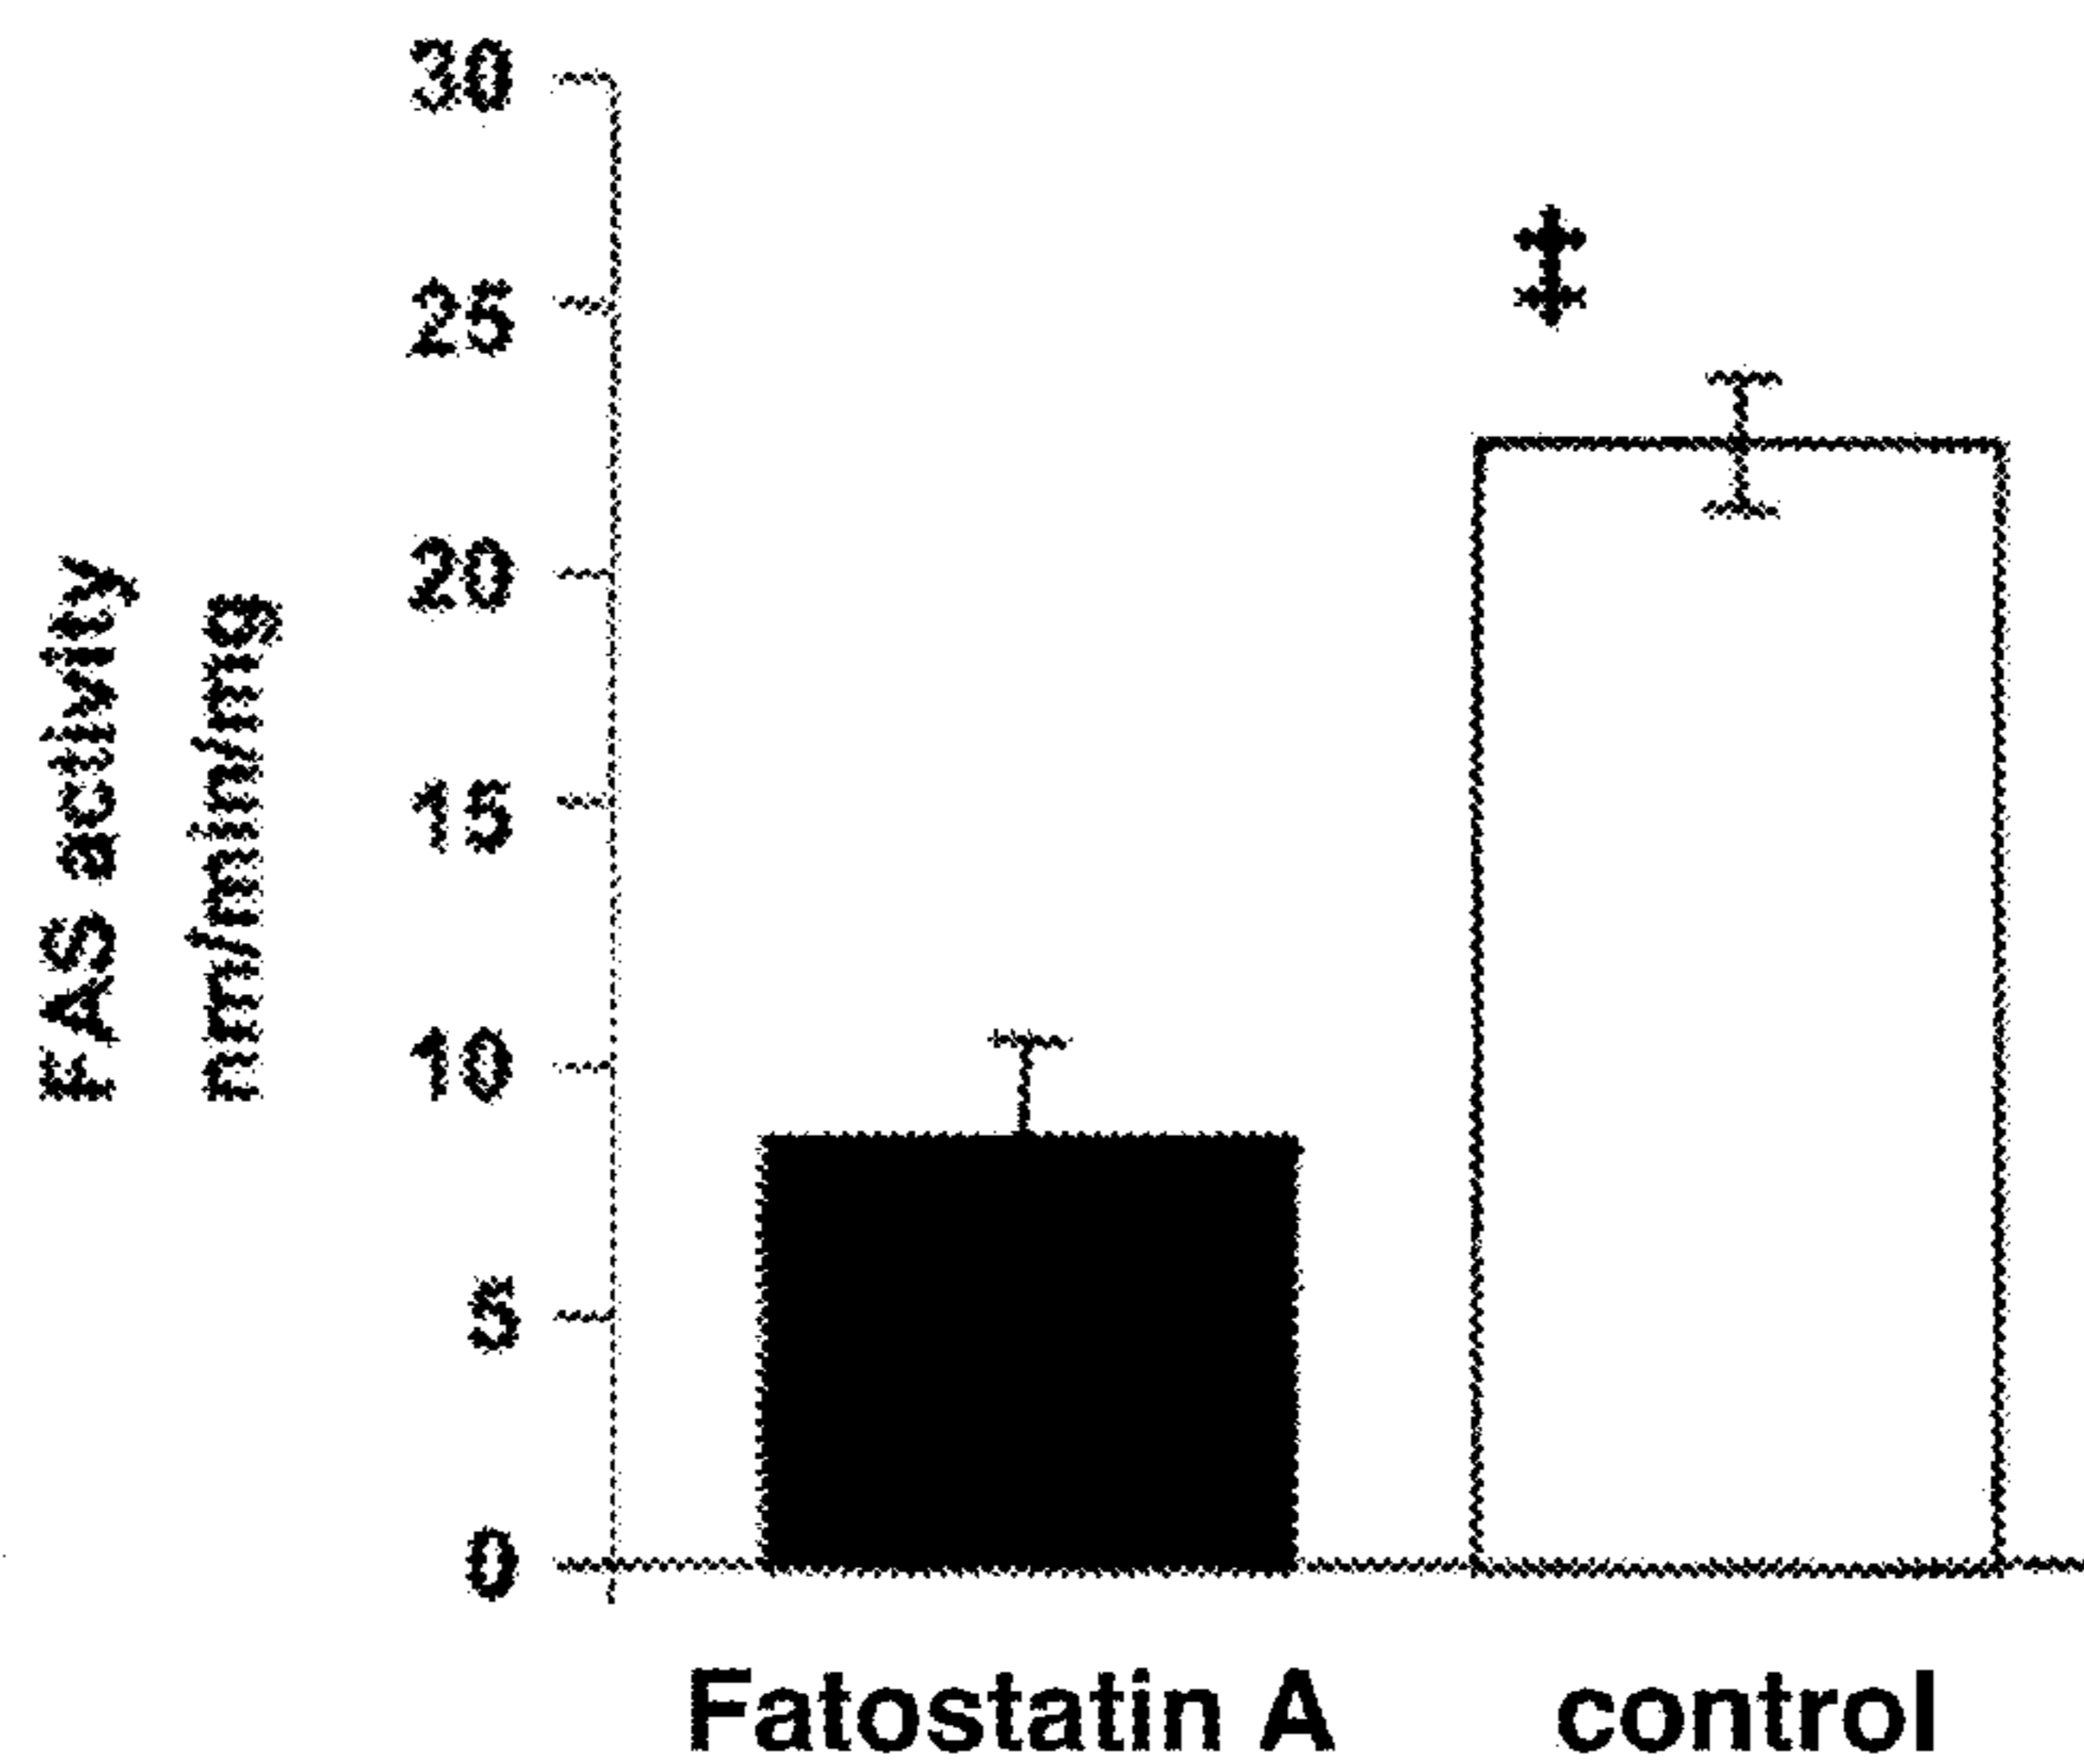 FAS activity
nm/min/mg
30
25
20
15
10
5
0
‡
Fatostatin A
control